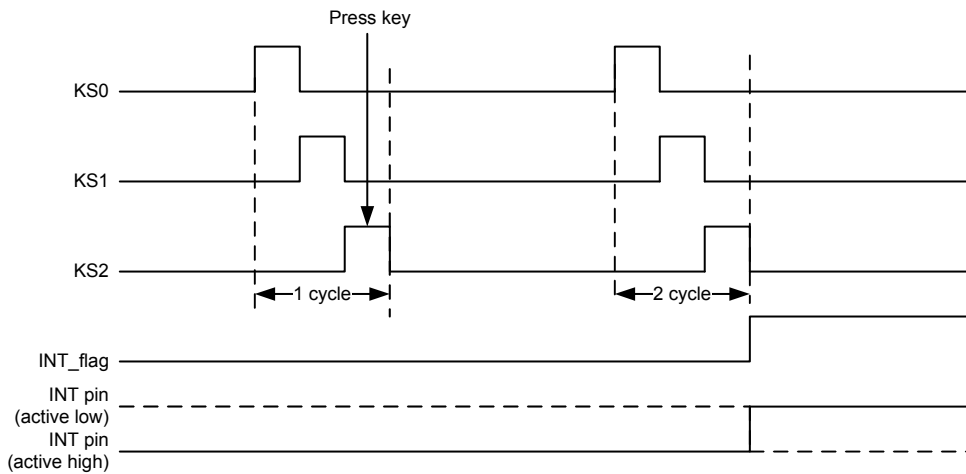 Press key
KS0
KS1
KS2
1 cycle
2 cycle
INT_flag
INT pin
(active low)
INT pin
(active high)